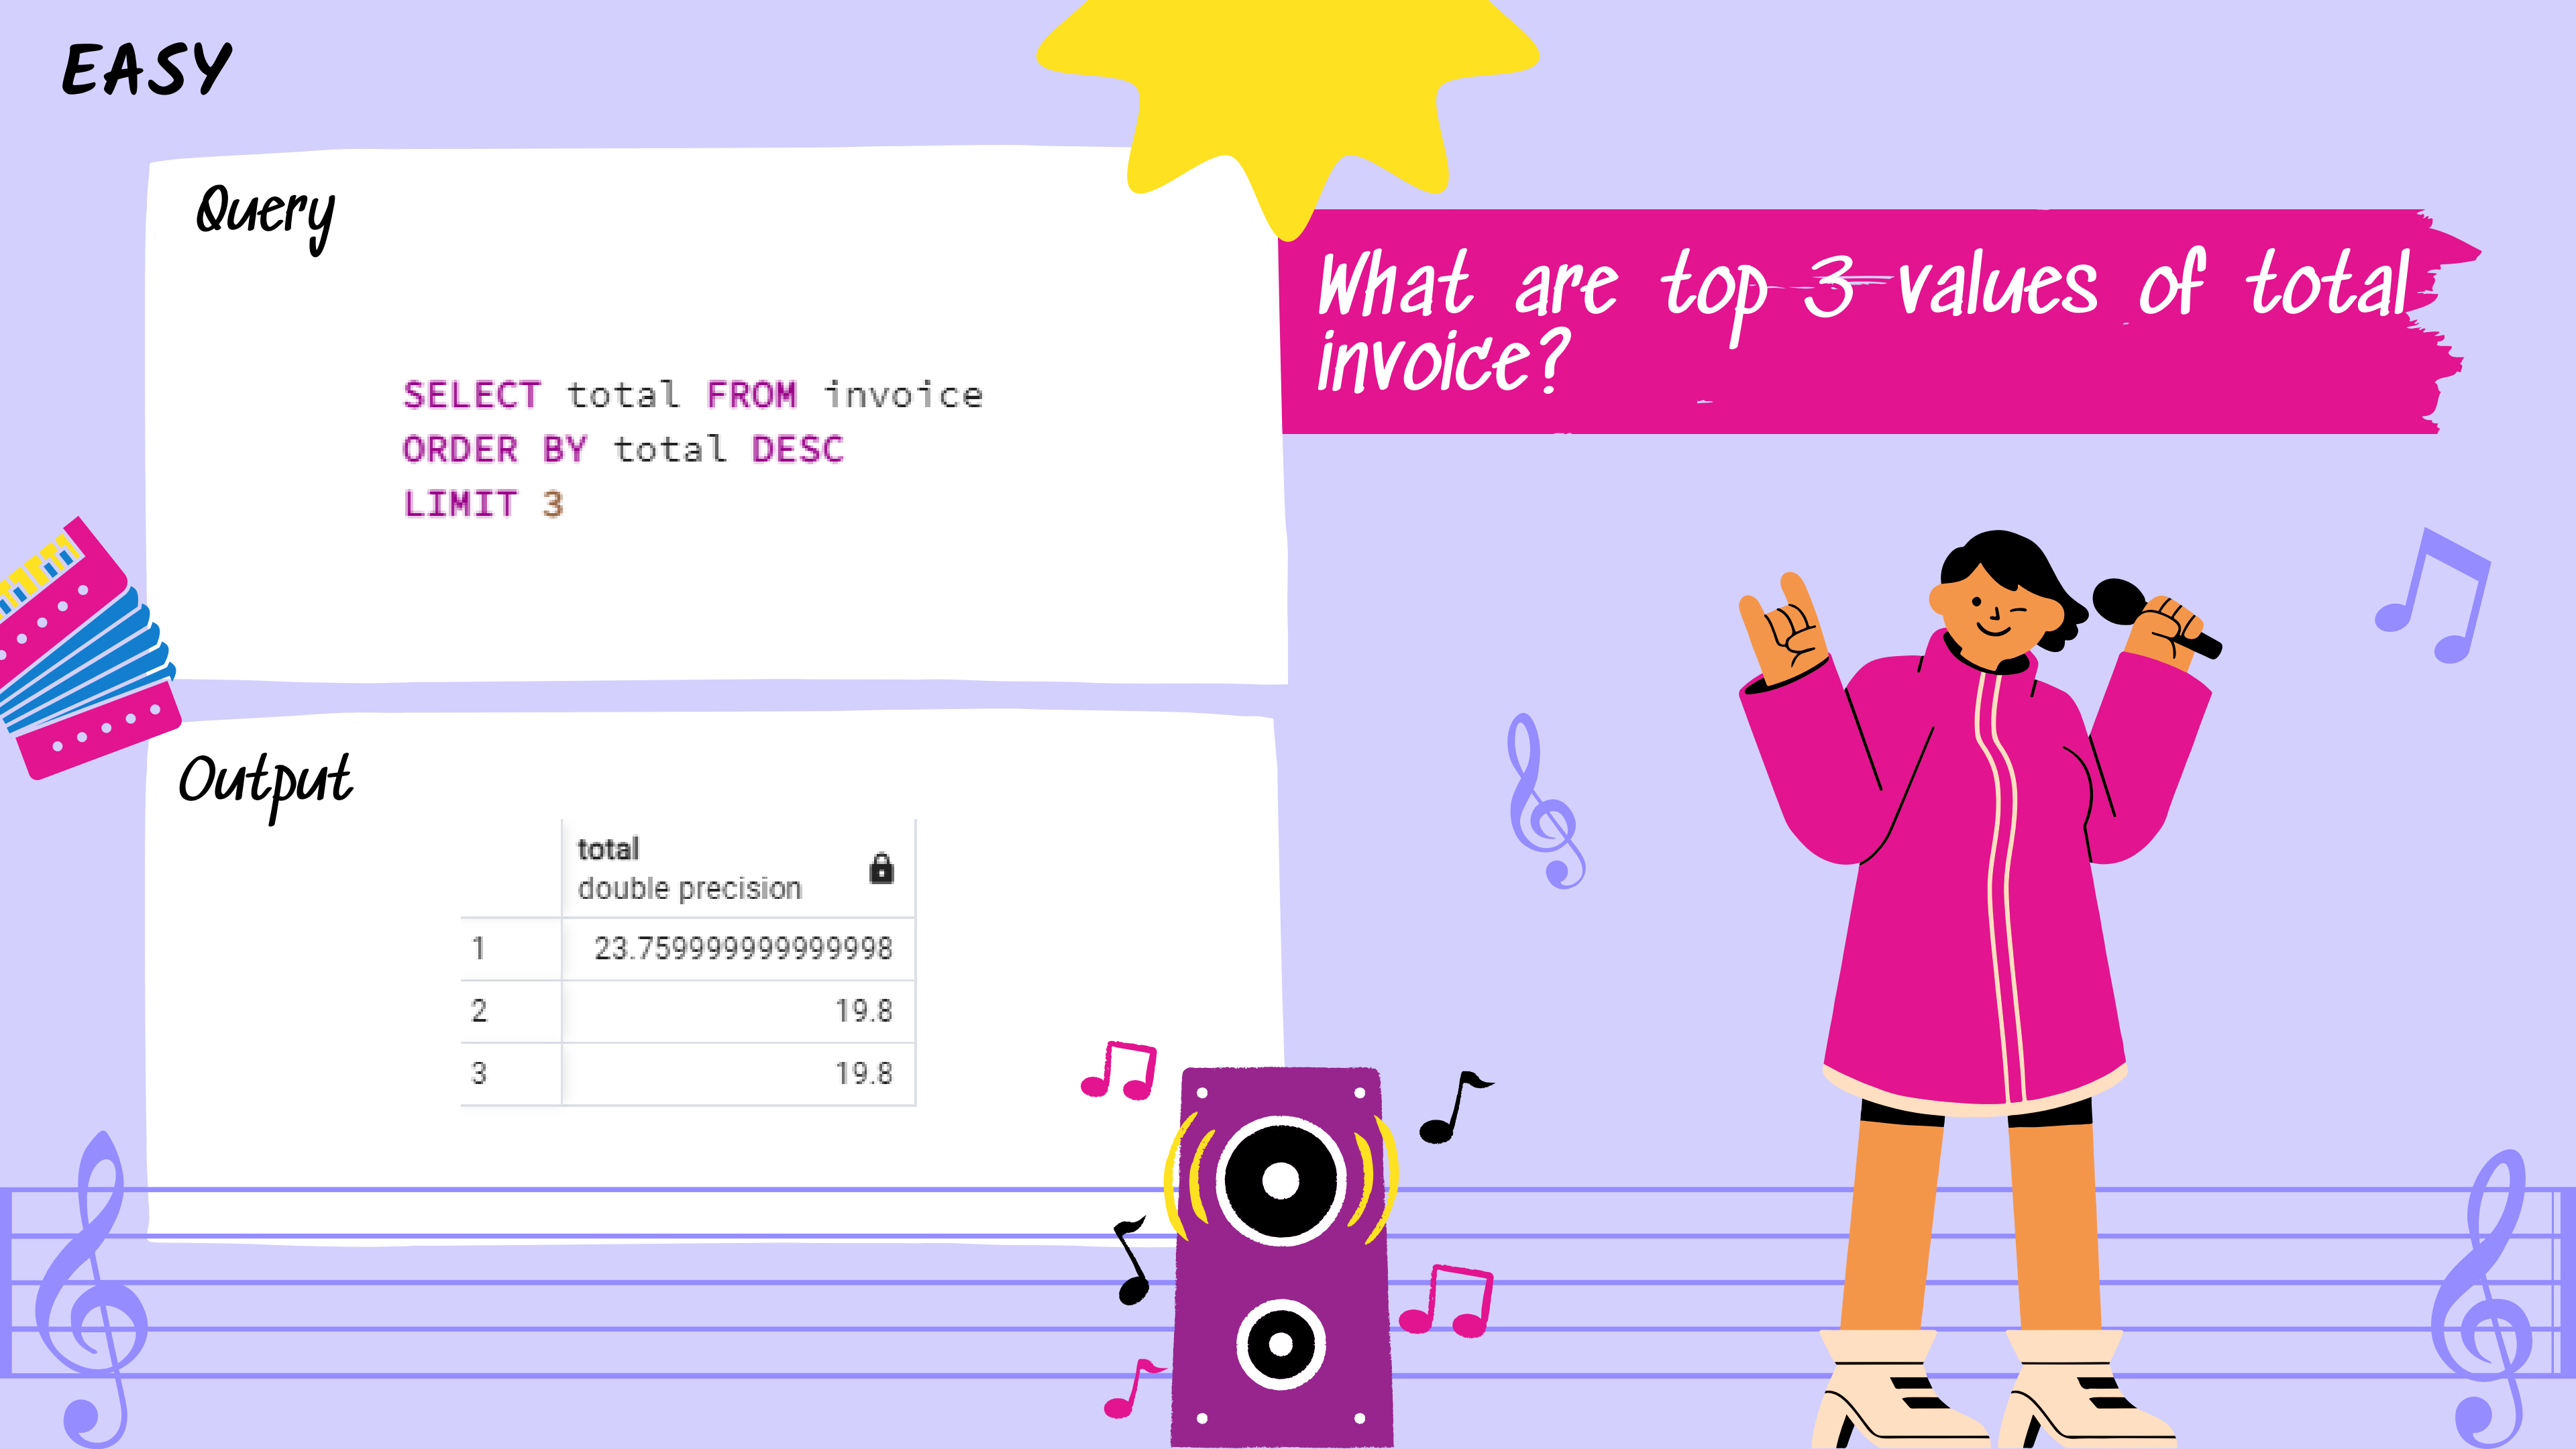 EASY
Query
SELECT total FROM invoice
ORDER BY total DESC
LIMIT 3
What are top 3 values of total
invoice?
Output
total
double precision
1 23.759999999999998
2 19.8
3 19.8